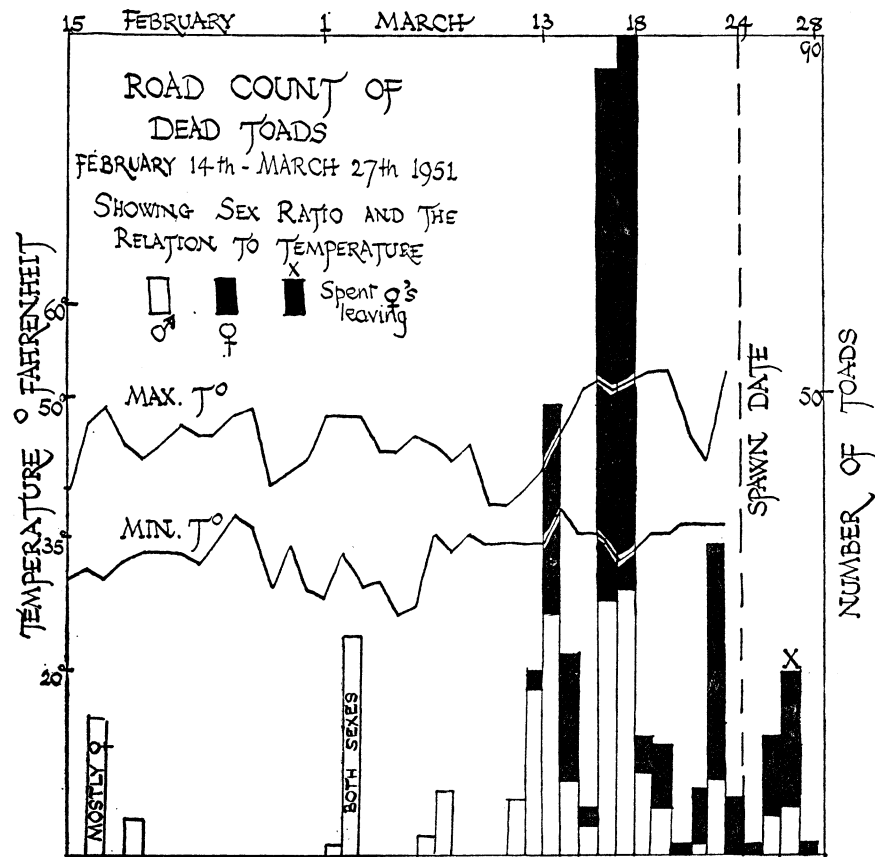 15 FEBRUARY 1 MARCH 13 18 24 28
90
ROAD COUNT OF
DEAD TOADS
FEBRUARY 14th - MARCH 27th 1951
SHOWING SEX RATIO AND THE
RELATION TO TEMPERATURE
X
♂ ♀ Spent ♀'s
leaving
TEMPERATURE ° FAHRENHEIT
60°
50°
35°
20°
MAX. T°
MIN. T°
MOSTLY ♀
BOTH SEXES
SPAWN DATE
X
50
NUMBER OF TOADS